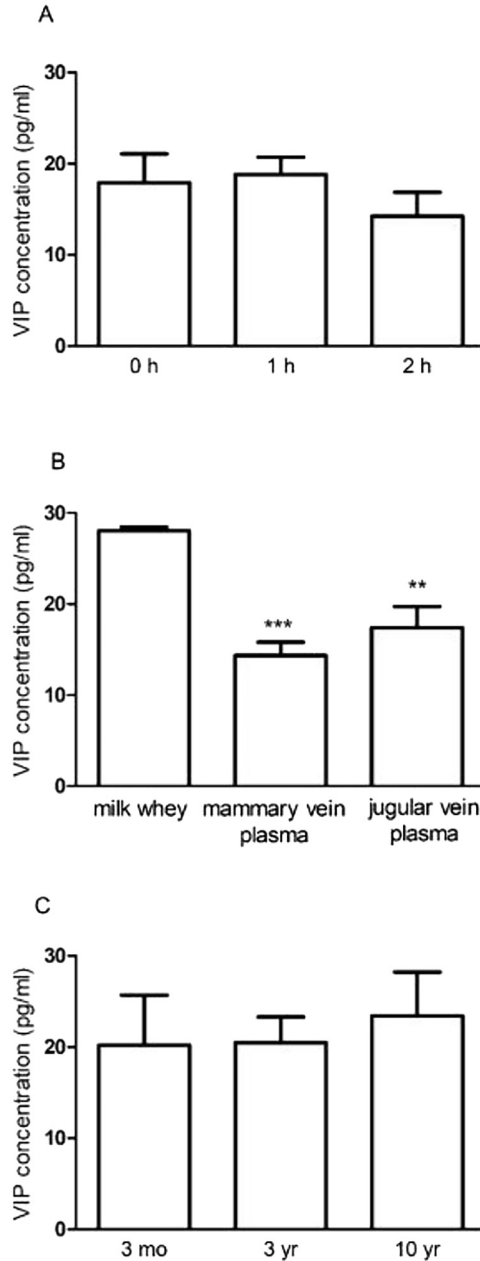 A
VIP concentration (pg/ml)
30
20
10
0
0 h 1 h 2 h
B
VIP concentration (pg/ml)
30
20
10
0
***
**
milk whey mammary vein plasma jugular vein plasma
C
VIP concentration (pg/ml)
30
20
10
0
3 mo 3 yr 10 yr